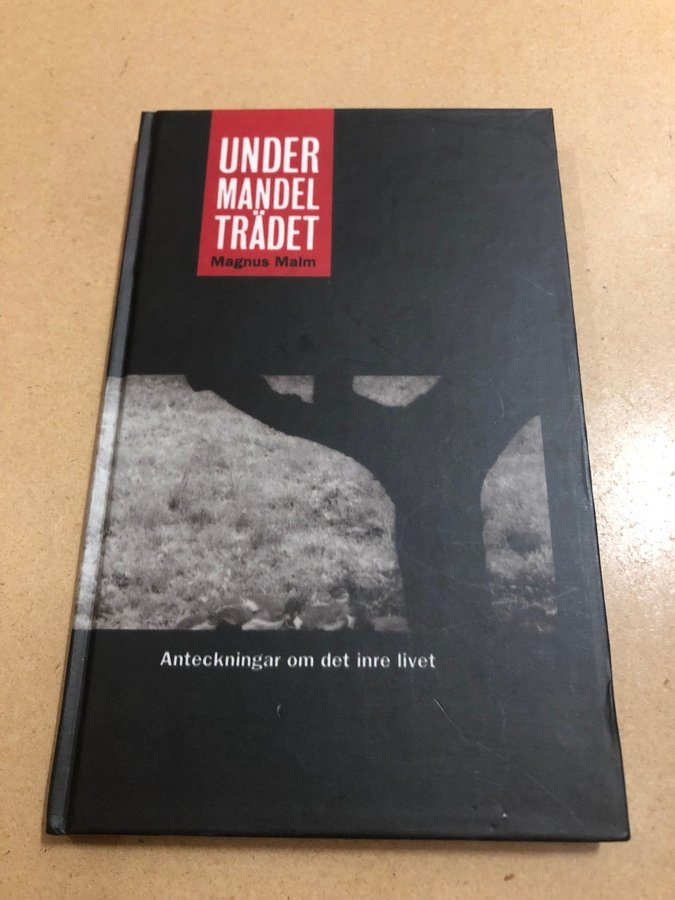 UNDER
MANDEL
TRÄDET
Magnus Malm
Anteckningar om det inre livet